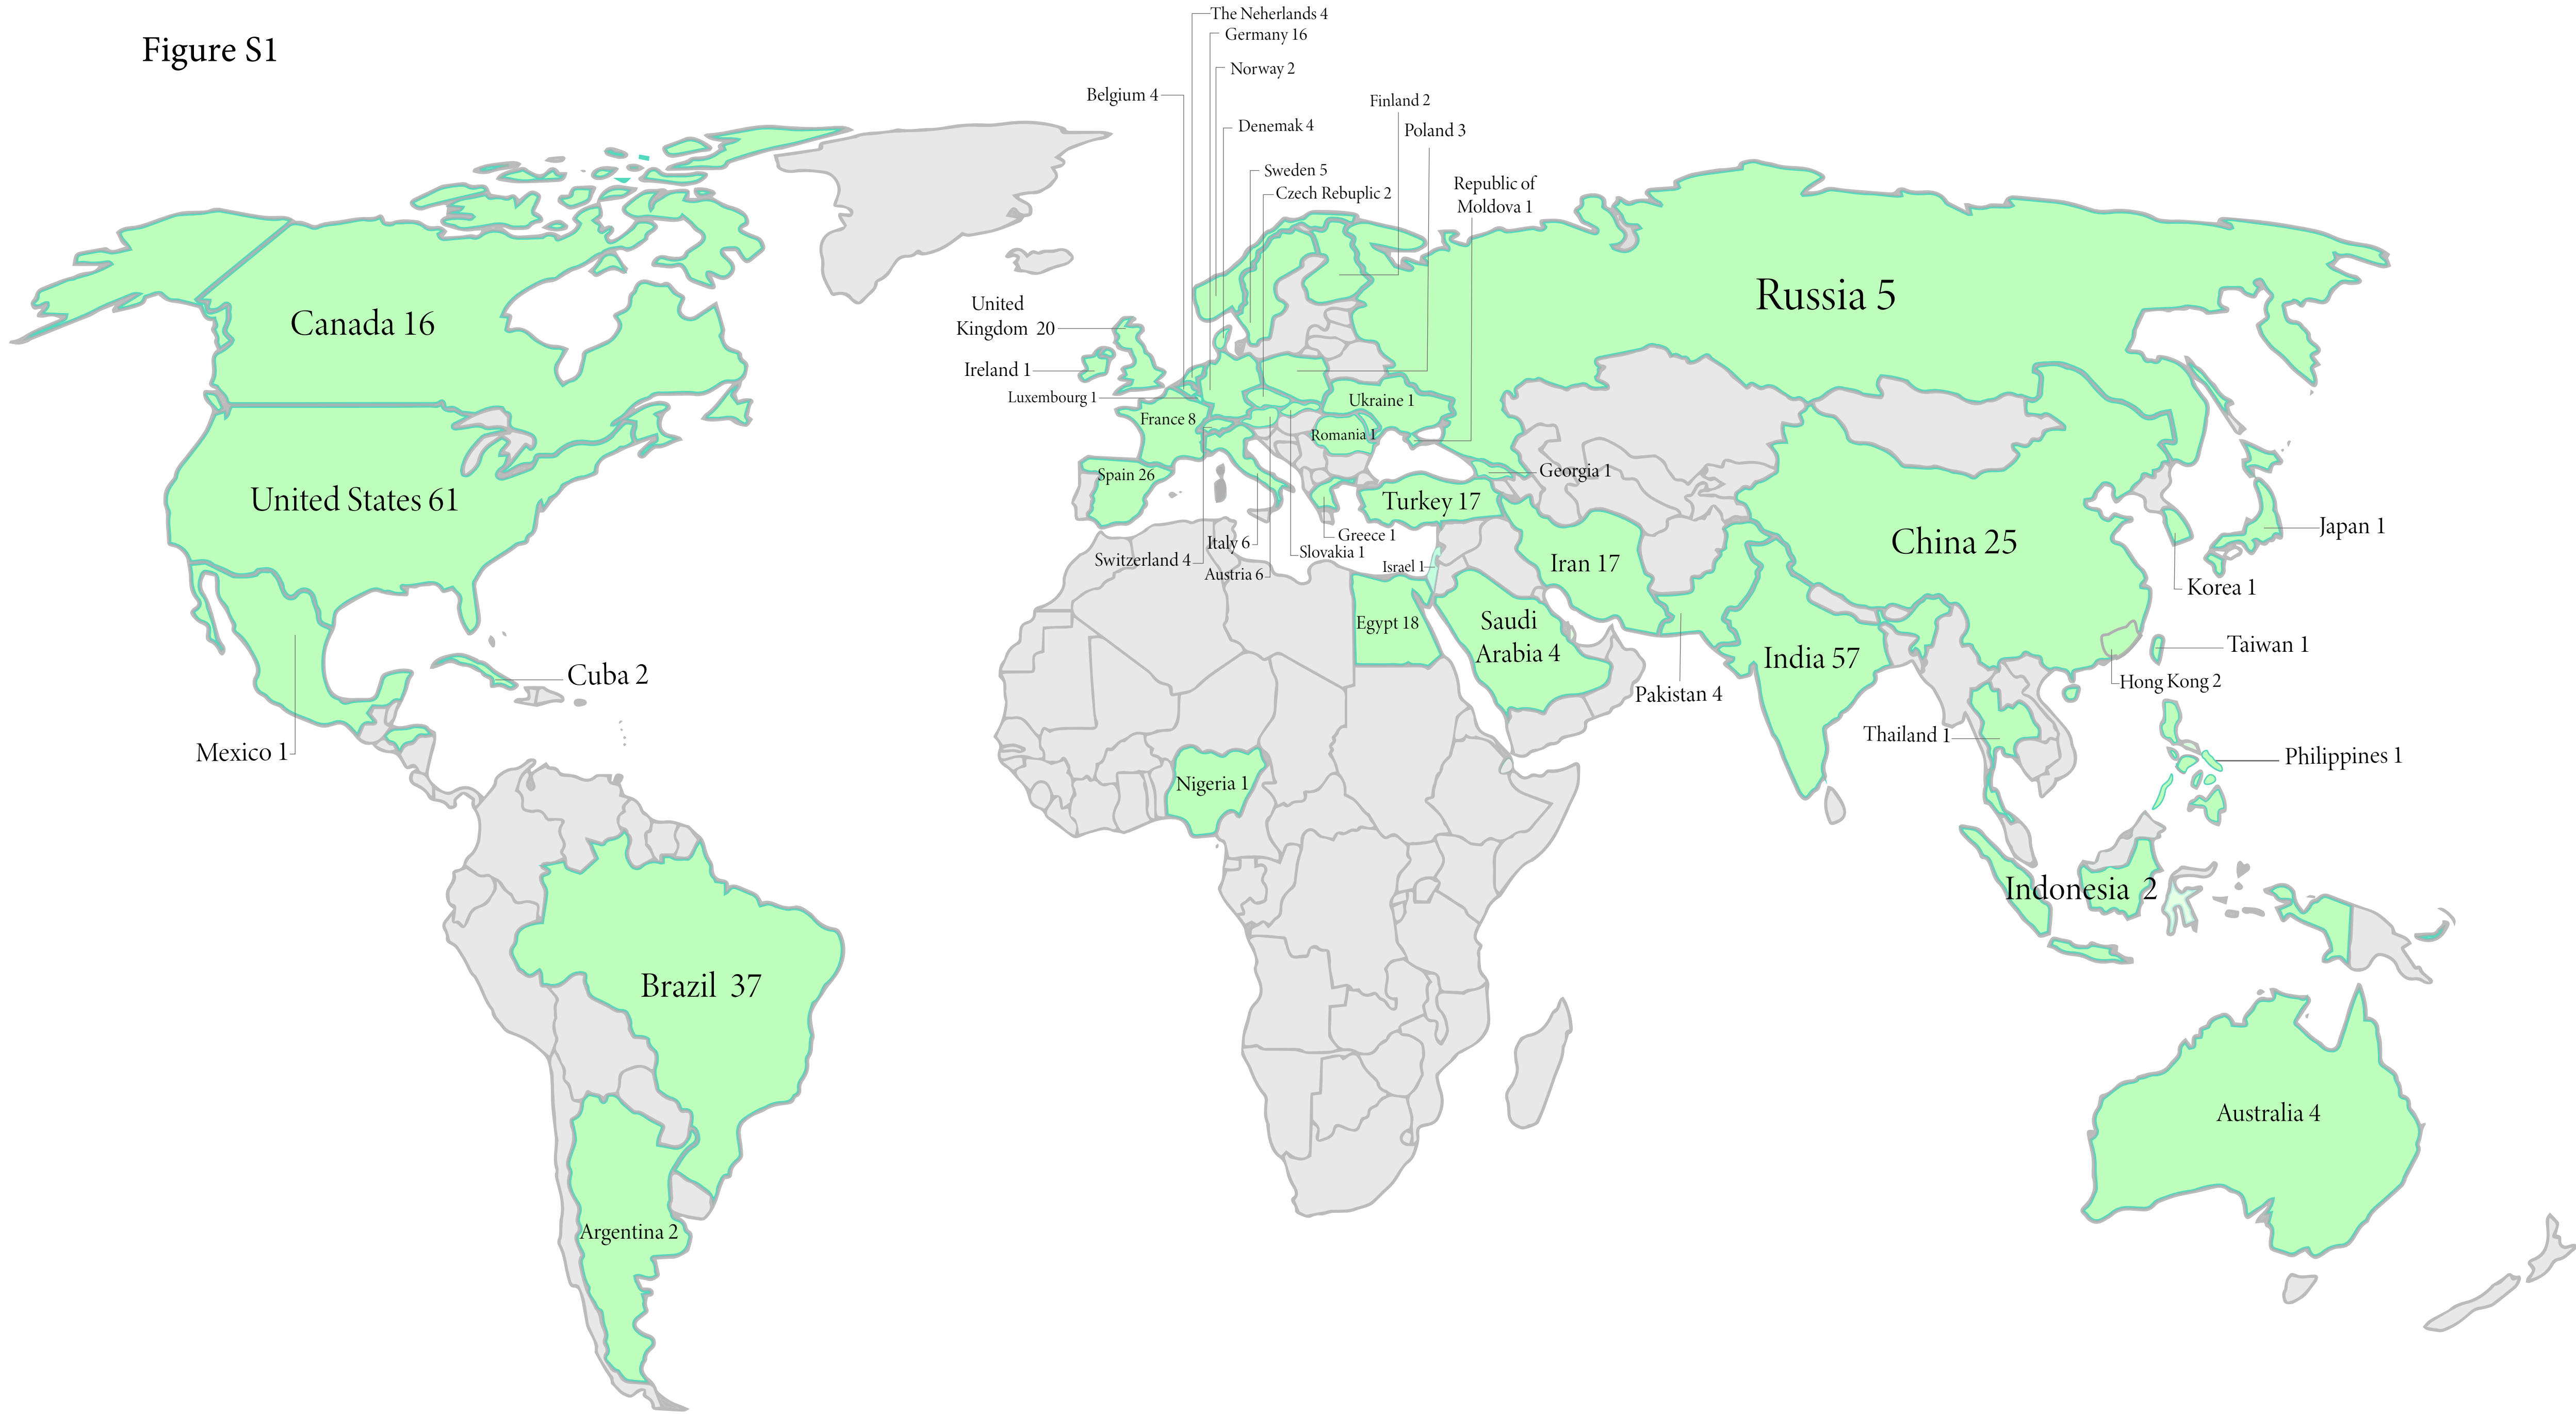 Figure S1
The Neherlands 4
Germany 16
Norway 2
Belgium 4
Finland 2
Denemak 4
Poland 3
Sweden 5
Czech Rebuplic 2
Republic of
Moldova 1
Canada 16
United
Kingdom 20
Russia 5
Ireland 1
Luxembourg 1
France 8
Ukraine 1
Romania 1
Spain 26
Georgia 1
United States 61
Turkey 17
Japan 1
Greece 1
Italy 6
Slovakia 1
Switzerland 4
Austria 6
Israel 1
Iran 17
China 25
Korea 1
Egypt 18
Saudi
Arabia 4
Taiwan 1
India 57
Cuba 2
Pakistan 4
Hong Kong 2
Thailand 1
Mexico 1
Philippines 1
Nigeria 1
Indonesia 2
Brazil 37
Australia 4
Argentina 2